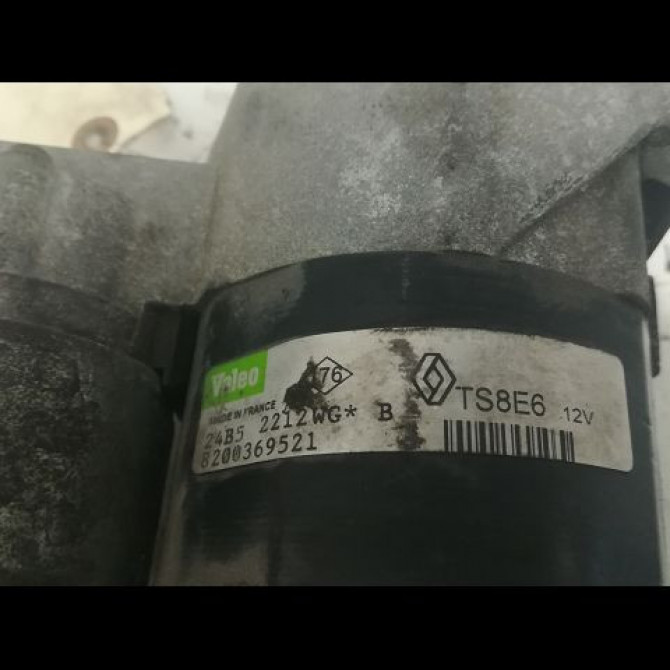 Valeo
76
MADE IN FRANCE
TS8E6 12V
24B5 2212WG* B
8200369521